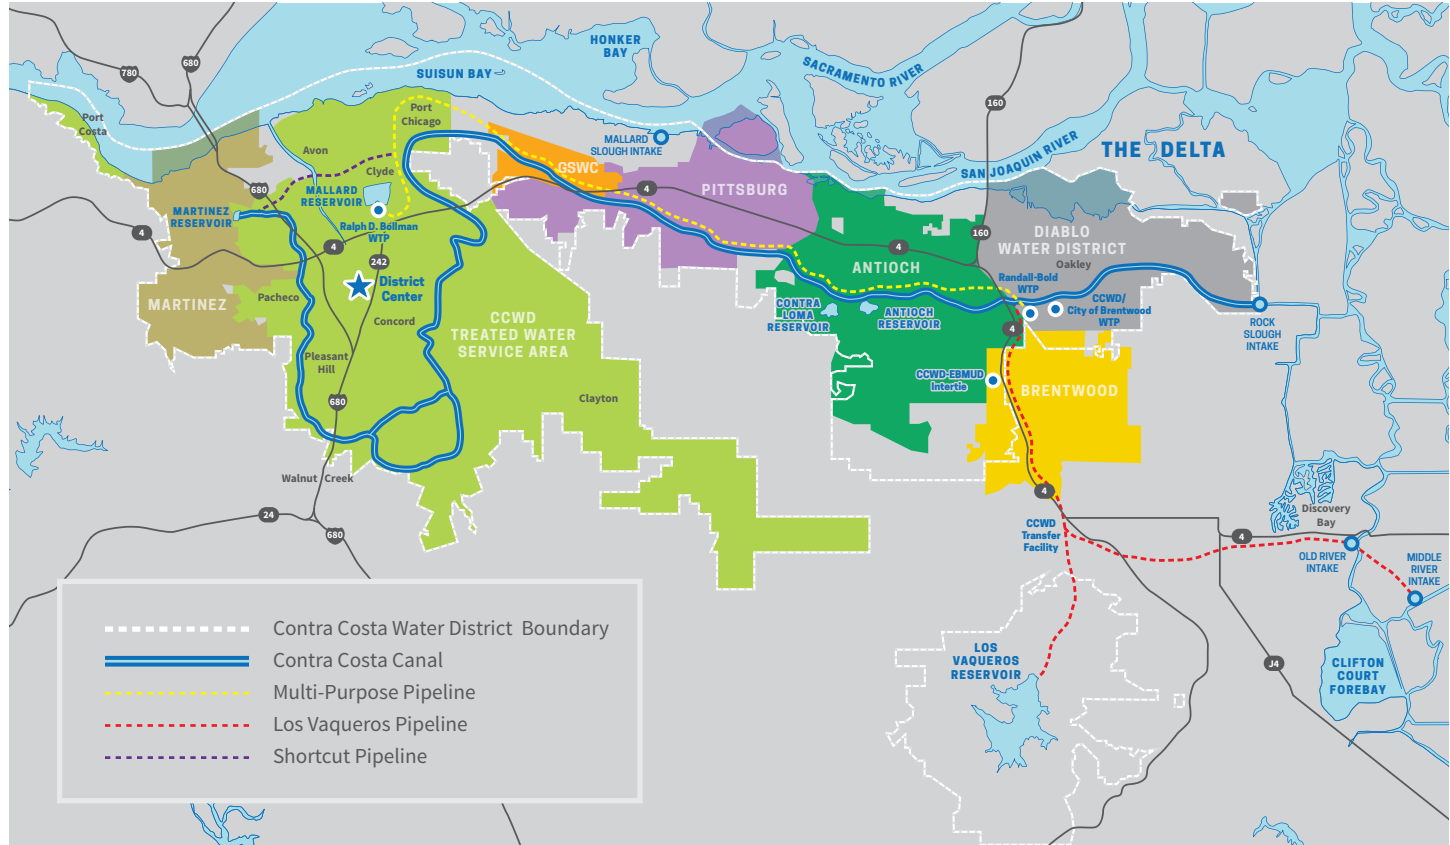 HONKER
BAY
SUISUN BAY
SACRAMENTO RIVER
680
780
160
Port
Costa
Port
Chicago
MALLARD
SLOUGH INTAKE
SAN JOAQUIN RIVER
THE DELTA
Avon
Clyde
GSWC
680
MALLARD
RESERVOIR
4
PITTSBURG
MARTINEZ
RESERVOIR
Ralph D. Bollman
WTP
4
4
242
160
4
DIABLO
WATER DISTRICT
Oakley
ANTIOCH
Randall-Bold
WTP
District
Center
MARTINEZ
Pacheco
Concord
CCWD
TREATED WATER
SERVICE AREA
CONTRA
LOMA
RESERVOIR
ANTIOCH
RESERVOIR
CCWD/
City of Brentwood
WTP
4
ROCK
SLOUGH
INTAKE
Pleasant
Hill
CCWD-EBMUD
Intertie
BRENTWOOD
680
Clayton
Walnut Creek
4
24
680
Discovery
Bay
CCWD
Transfer
Facility
4
OLD RIVER
INTAKE
MIDDLE
RIVER
INTAKE
LOS
VAQUEROS
RESERVOIR
J4
CLIFTON
COURT
FOREBAY
Contra Costa Water District Boundary
Contra Costa Canal
Multi-Purpose Pipeline
Los Vaqueros Pipeline
Shortcut Pipeline